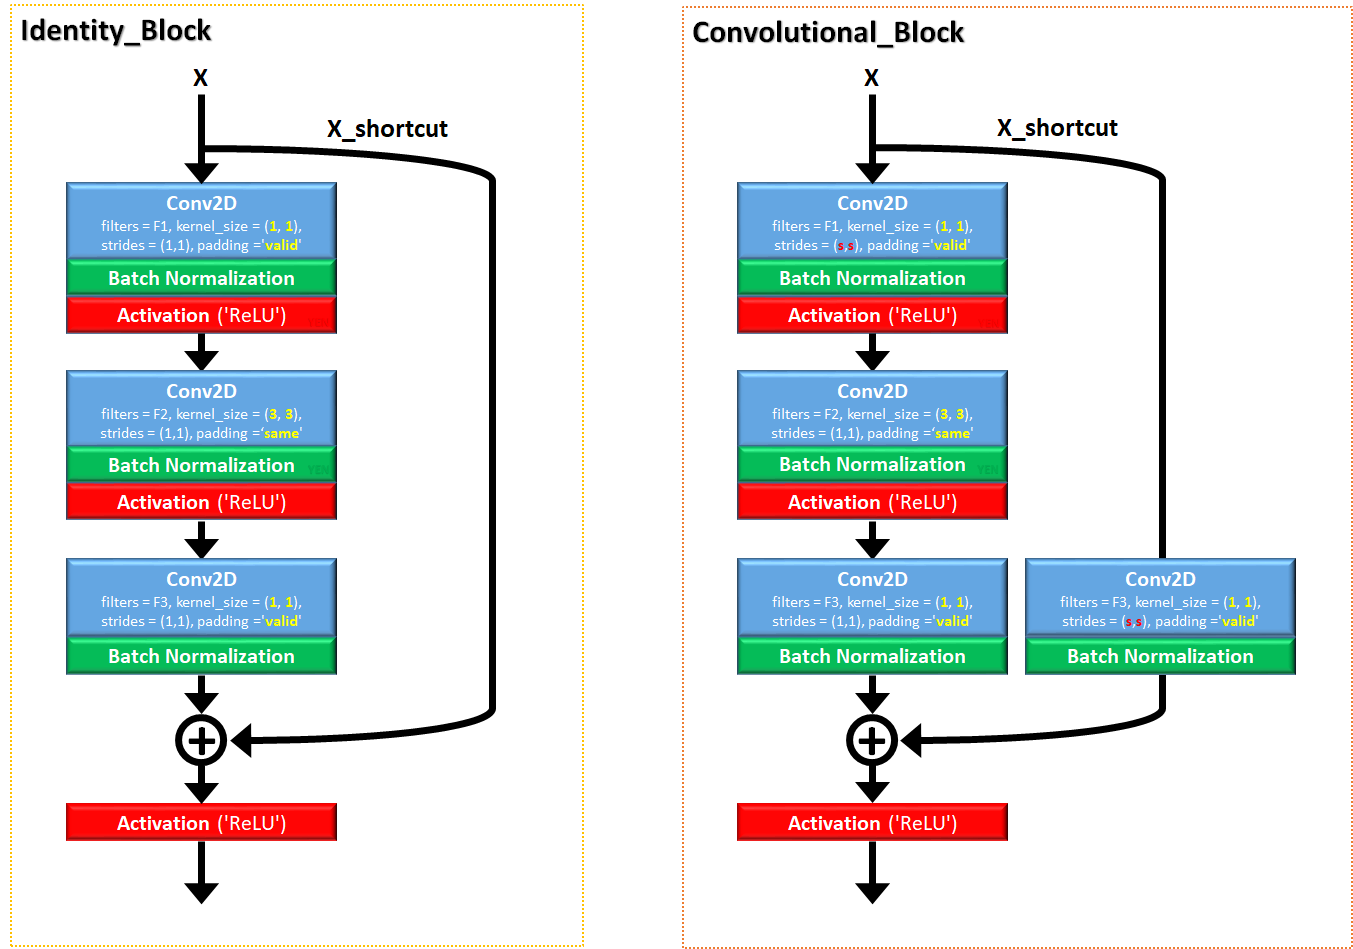 Identity_Block
X
X_shortcut
Conv2D
filters = F1, kernel_size = (1, 1),
strides = (1,1), padding ='valid'
Batch Normalization
Activation ('ReLU')
YEN
Conv2D
filters = F2, kernel_size = (3, 3),
strides = (1,1), padding =‘same'
Batch Normalization
YEN
Activation ('ReLU')
Conv2D
filters = F3, kernel_size = (1, 1),
strides = (1,1), padding ='valid'
Batch Normalization
Activation ('ReLU')
Convolutional_Block
X
X_shortcut
Conv2D
filters = F1, kernel_size = (1, 1),
strides = (s,s), padding ='valid'
Batch Normalization
Activation ('ReLU')
YEN
Conv2D
filters = F2, kernel_size = (3, 3),
strides = (1,1), padding =‘same'
Batch Normalization
YEN
Activation ('ReLU')
Conv2D
filters = F3, kernel_size = (1, 1),
strides = (1,1), padding ='valid'
Batch Normalization
Conv2D
filters = F3, kernel_size = (1, 1),
strides = (s,s), padding ='valid'
Batch Normalization
Activation ('ReLU')